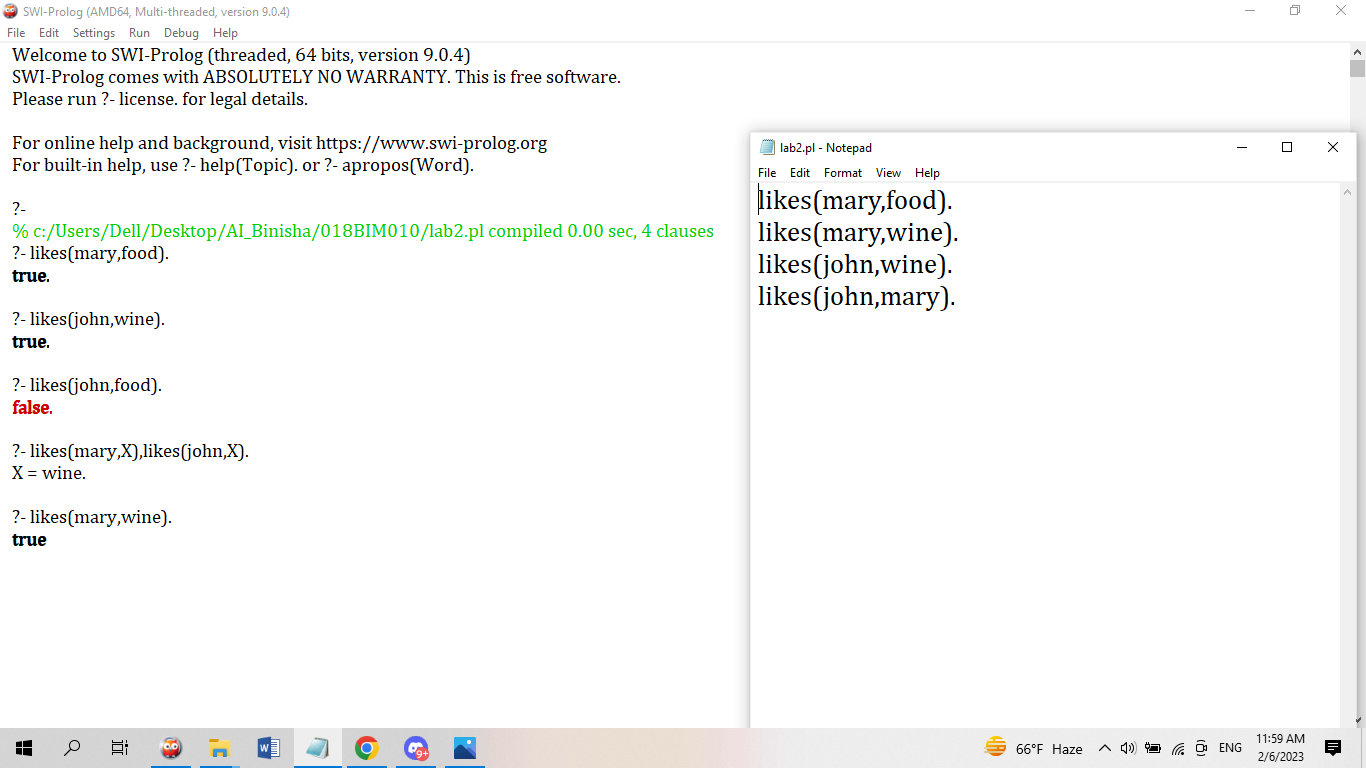 SWI-Prolog (AMD64, Multi-threaded, version 9.0.4)
File Edit Settings Run Debug Help
Welcome to SWI-Prolog (threaded, 64 bits, version 9.0.4)
SWI-Prolog comes with ABSOLUTELY NO WARRANTY. This is free software.
Please run ?- license. for legal details.
For online help and background, visit https://www.swi-prolog.org
For built-in help, use ?- help(Topic). or ?- apropos(Word).
?-
% c:/Users/Dell/Desktop/AI_Binisha/018BIM010/lab2.pl compiled 0.00 sec, 4 clauses
?- likes(mary,food).
true.
?- likes(john,wine).
true.
?- likes(john,food).
false.
?- likes(mary,X),likes(john,X).
X = wine.
?- likes(mary,wine).
true
lab2.pl - Notepad
File Edit Format View Help
likes(mary,food).
likes(mary,wine).
likes(john,wine).
likes(john,mary).
9+
66°F Haze
ENG
11:59 AM
2/6/2023